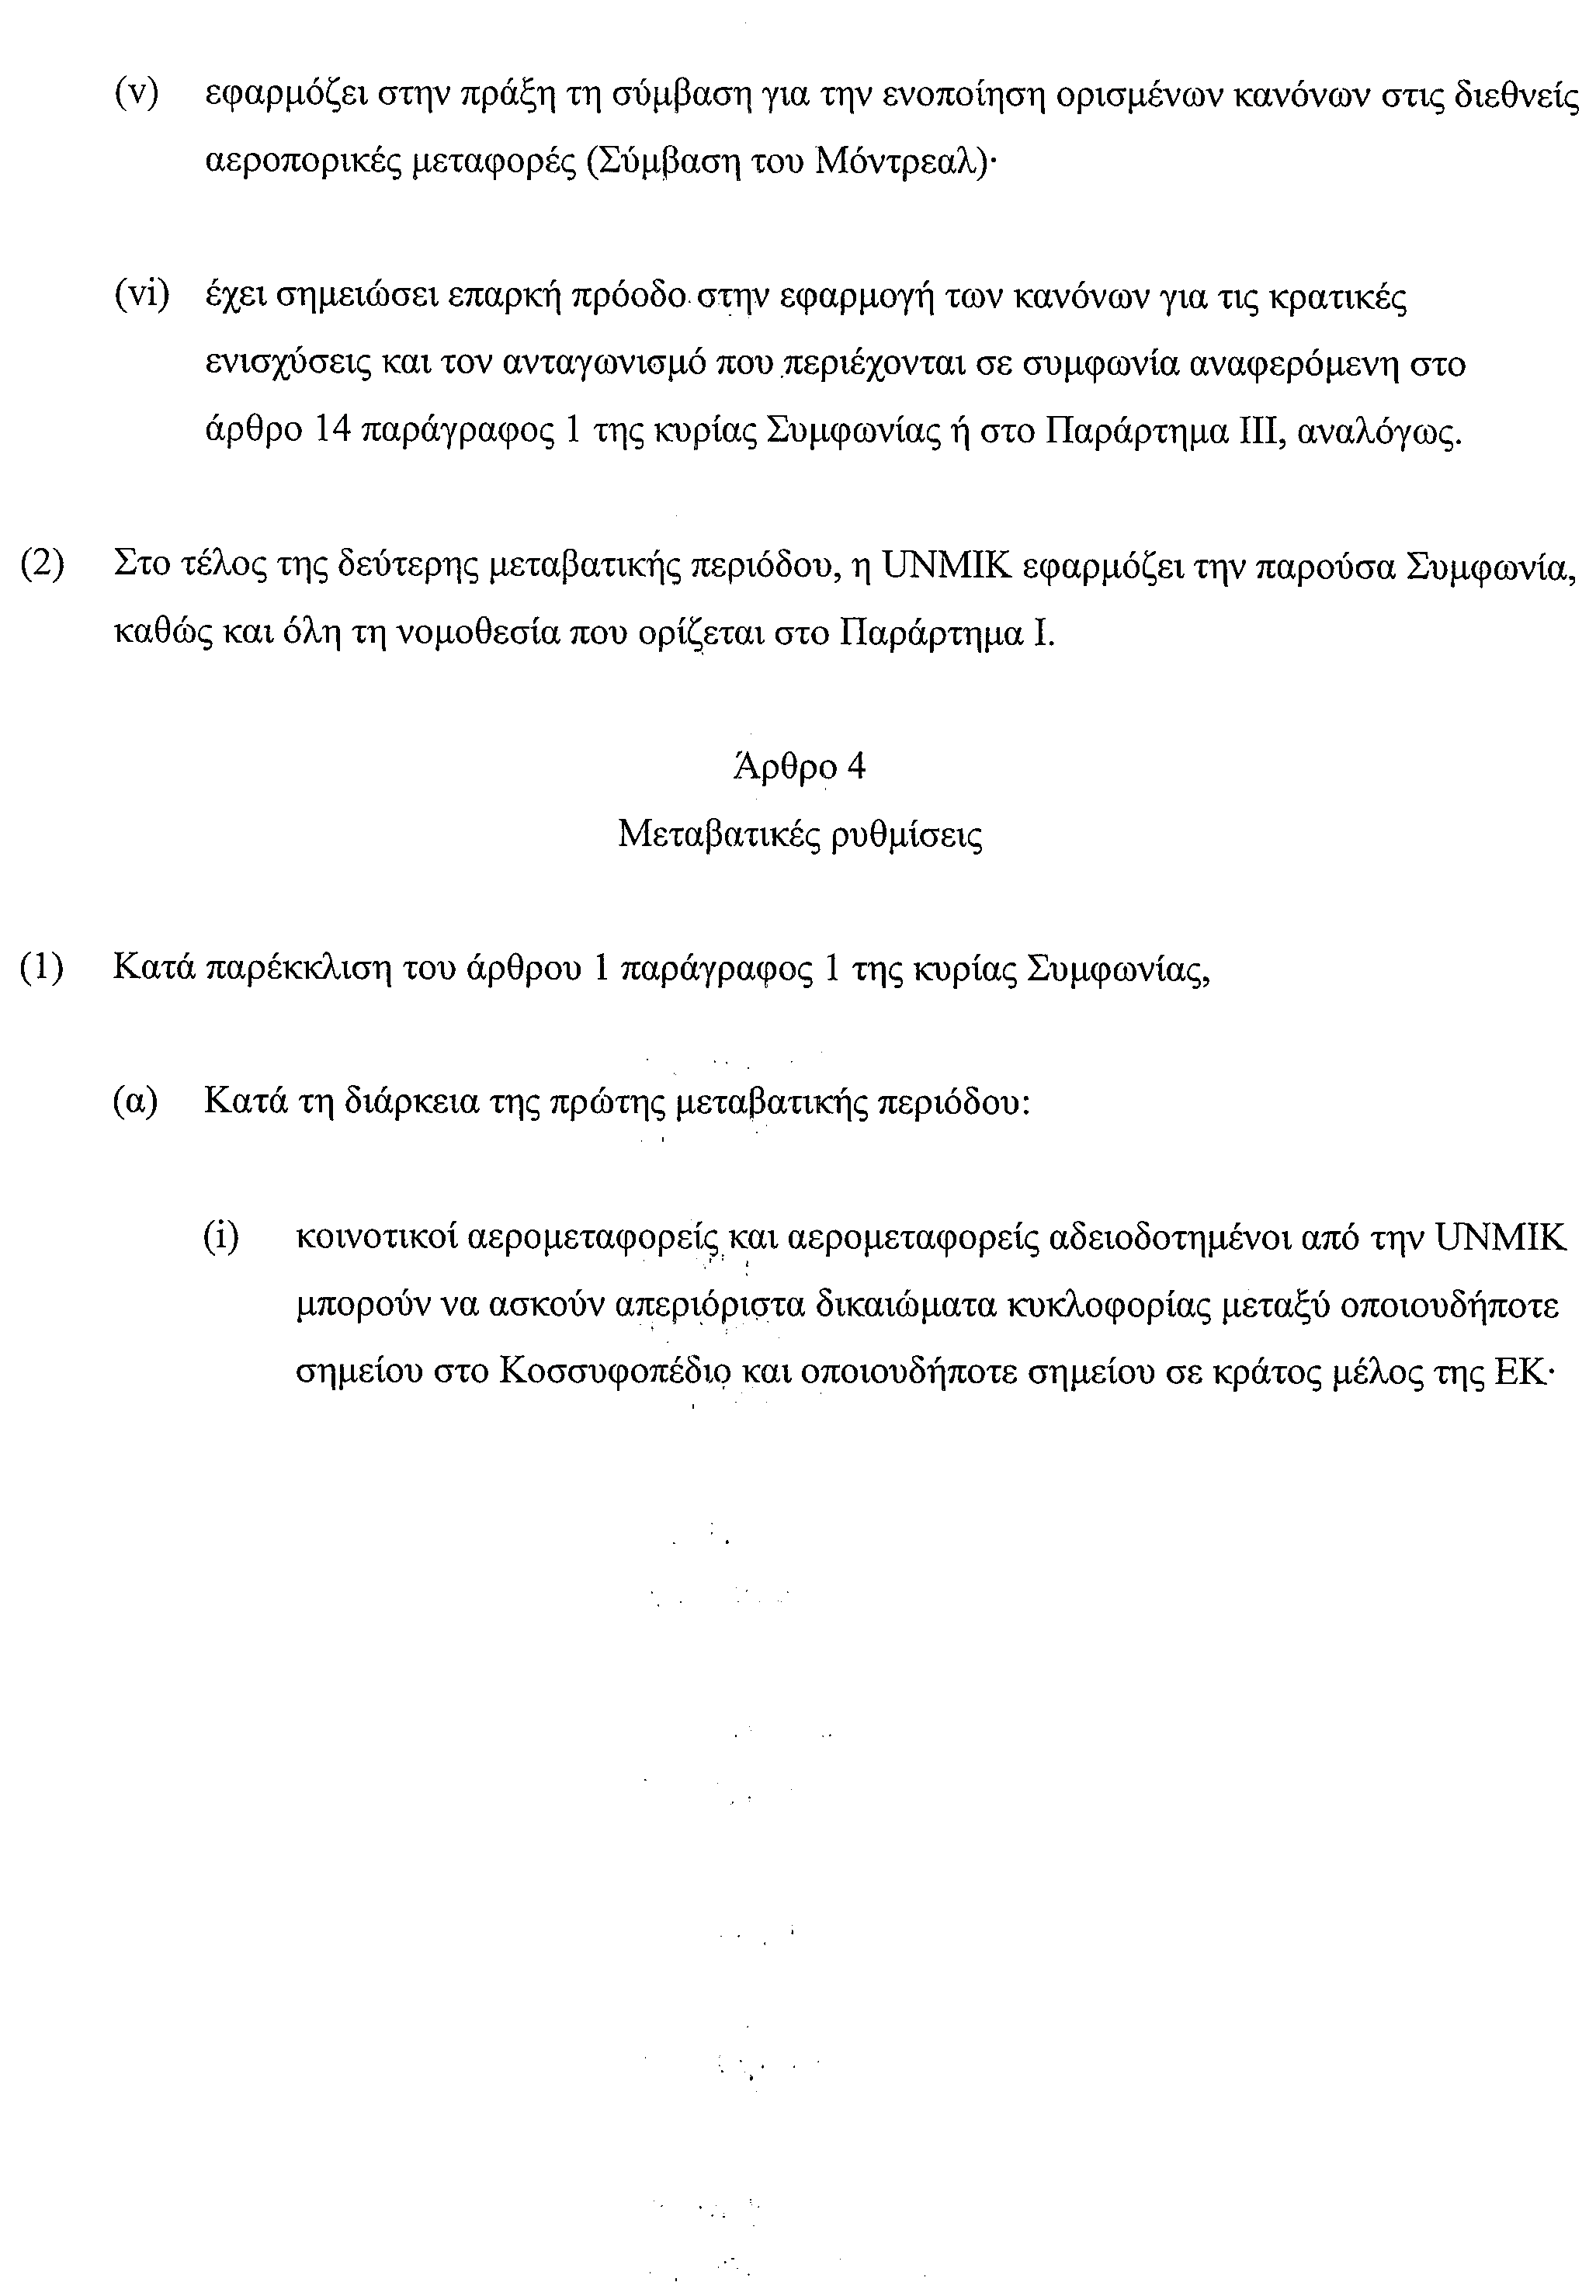 (v) εφαρμόζει στην πράξη τη σύμβαση για την ενοποίηση ορισμένων κανόνων στις διεθνείς
αεροπορικές μεταφορές (Σύμβαση του Μόντρεαλ)·
(vi) έχει σημειώσει επαρκή πρόοδο στην εφαρμογή των κανόνων για τις κρατικές
ενισχύσεις και τον ανταγωνισμό που περιέχονται σε συμφωνία αναφερόμενη στο
άρθρο 14 παράγραφος 1 της κυρίας Συμφωνίας ή στο Παράρτημα III, αναλόγως.
(2) Στο τέλος της δεύτερης μεταβατικής περιόδου, η UNMIK εφαρμόζει την παρούσα Συμφωνία,
καθώς και όλη τη νομοθεσία που ορίζεται στο Παράρτημα I.
Άρθρο 4
Μεταβατικές ρυθμίσεις
(1) Κατά παρέκκλιση του άρθρου 1 παράγραφος 1 της κυρίας Συμφωνίας,
(α) Κατά τη διάρκεια της πρώτης μεταβατικής περιόδου:
(i) κοινοτικοί αερομεταφορείς και αερομεταφορείς αδειοδοτημένοι από την UNMIK
μπορούν να ασκούν απεριόριστα δικαιώματα κυκλοφορίας μεταξύ οποιουδήποτε
σημείου στο Κοσσυφοπέδιο και οποιουδήποτε σημείου σε κράτος μέλος της ΕΚ·